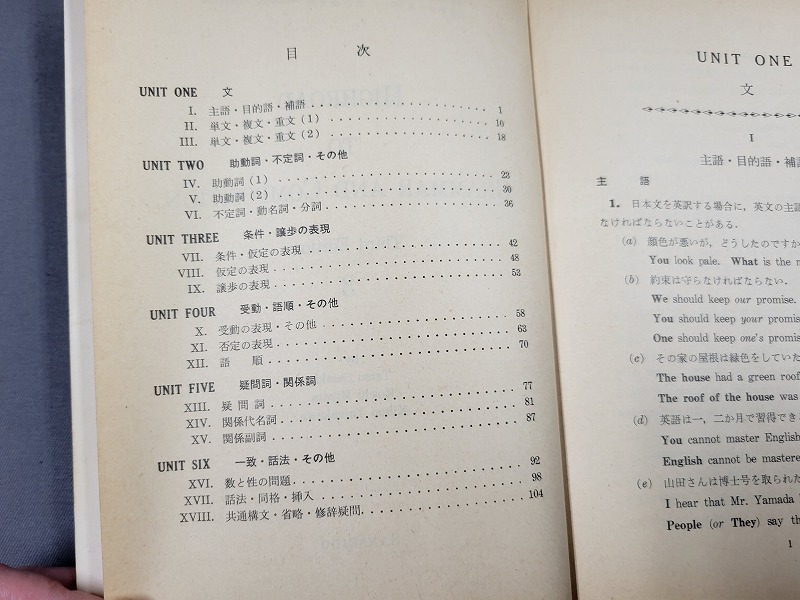 目　次
UNIT ONE 文
I. 主語・目的語・補語 1
II. 単文・複文・重文(1) 10
III. 単文・複文・重文(2) 18
UNIT TWO 助動詞・不定詞・その他
IV. 助動詞(1) 23
V. 助動詞(2) 30
VI. 不定詞・動名詞・分詞 36
UNIT THREE 条件・譲歩の表現
VII. 条件・仮定の表現 42
VIII. 仮定の表現 48
IX. 譲歩の表現 53
UNIT FOUR 受動・語順・その他
X. 受動の表現・その他 58
XI. 否定の表現 63
XII. 語　順 70
UNIT FIVE 疑問詞・関係詞
XIII. 疑問詞 77
XIV. 関係代名詞 81
XV. 関係副詞 87
UNIT SIX 一致・話法・その他
XVI. 数と性の問題 92
XVII. 話法・同格・挿入 98
XVIII. 共通構文・省略・修辞疑問 104
UNIT ONE
文
I
主語・目的語・補
主　語
1. 日本文を英訳する場合に，英文の主語
なければならないことがある．
(a) 顔色が悪いが，どうしたのですか
You look pale. What is the
(b) 約束は守らなければならない．
We should keep our promise.
You should keep your promise
One should keep one's promis
(c) その家の屋根は緑色をしていた
The house had a green roof
The roof of the house was
(d) 英語は一，二か月で習得でき
You cannot master English
English cannot be mastere
(e) 山田さんは博士号を取られた
I hear that Mr. Yamada
People (or They) say th
1